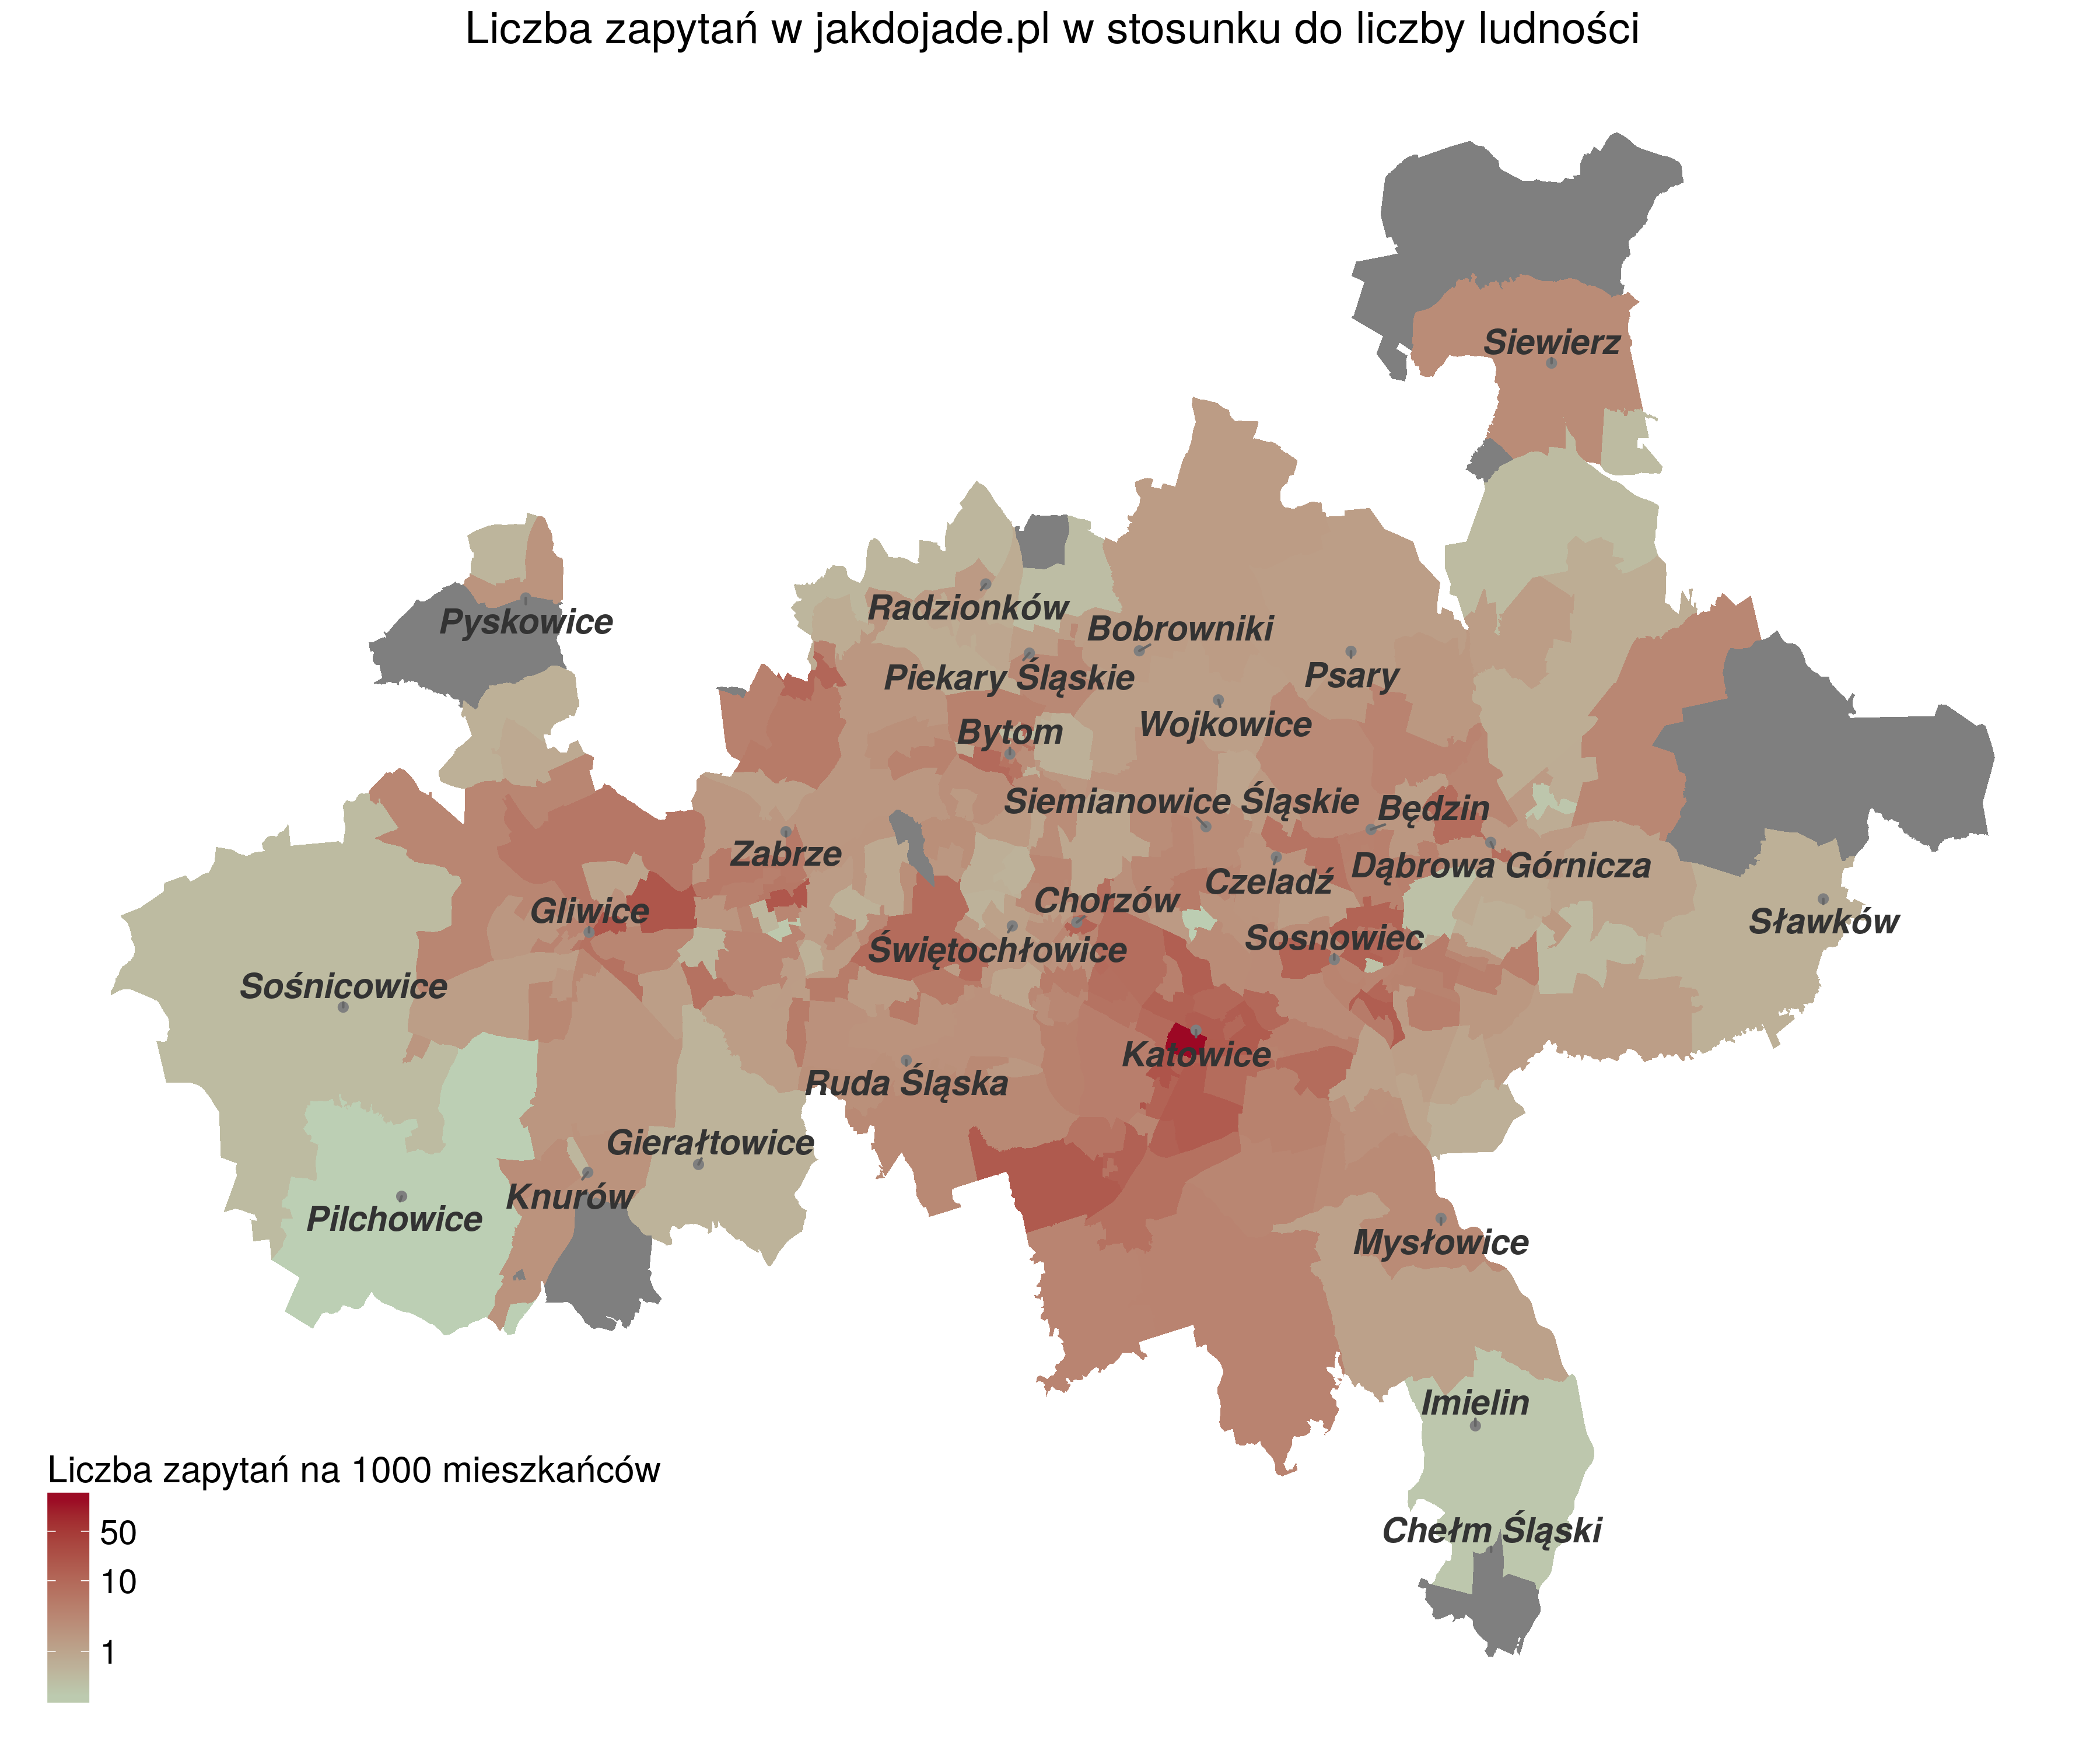 Liczba zapytań w jakdojade.pl w stosunku do liczby ludności
Siewierz
Pyskowice
Radzionków
Bobrowniki
Piekary Śląskie
Psary
Bytom
Wojkowice
Siemianowice Śląskie
Będzin
Zabrze
Dąbrowa Górnicza
Czeladź
Chorzów
Gliwice
Sławków
Świętochłowice
Sosnowiec
Sośnicowice
Katowice
Ruda Śląska
Gierałtowice
Knurów
Pilchowice
Mysłowice
Imielin
Chełm Śląski
Liczba zapytań na 1000 mieszkańców
50
10
1